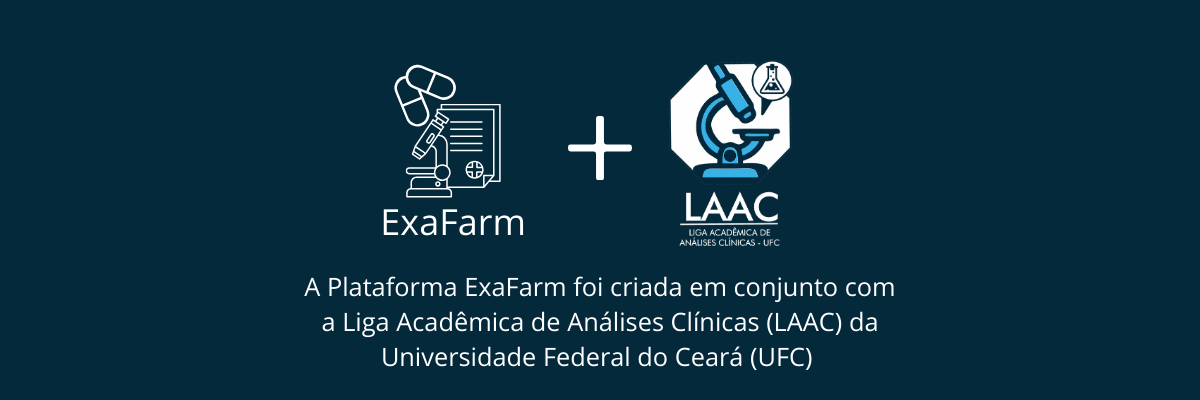 ExaFarm
LAAC
LIGA ACADÊMICA DE
ANÁLISES CLÍNICAS - UFC
A Plataforma ExaFarm foi criada em conjunto com
a Liga Acadêmica de Análises Clínicas (LAAC) da
Universidade Federal do Ceará (UFC)